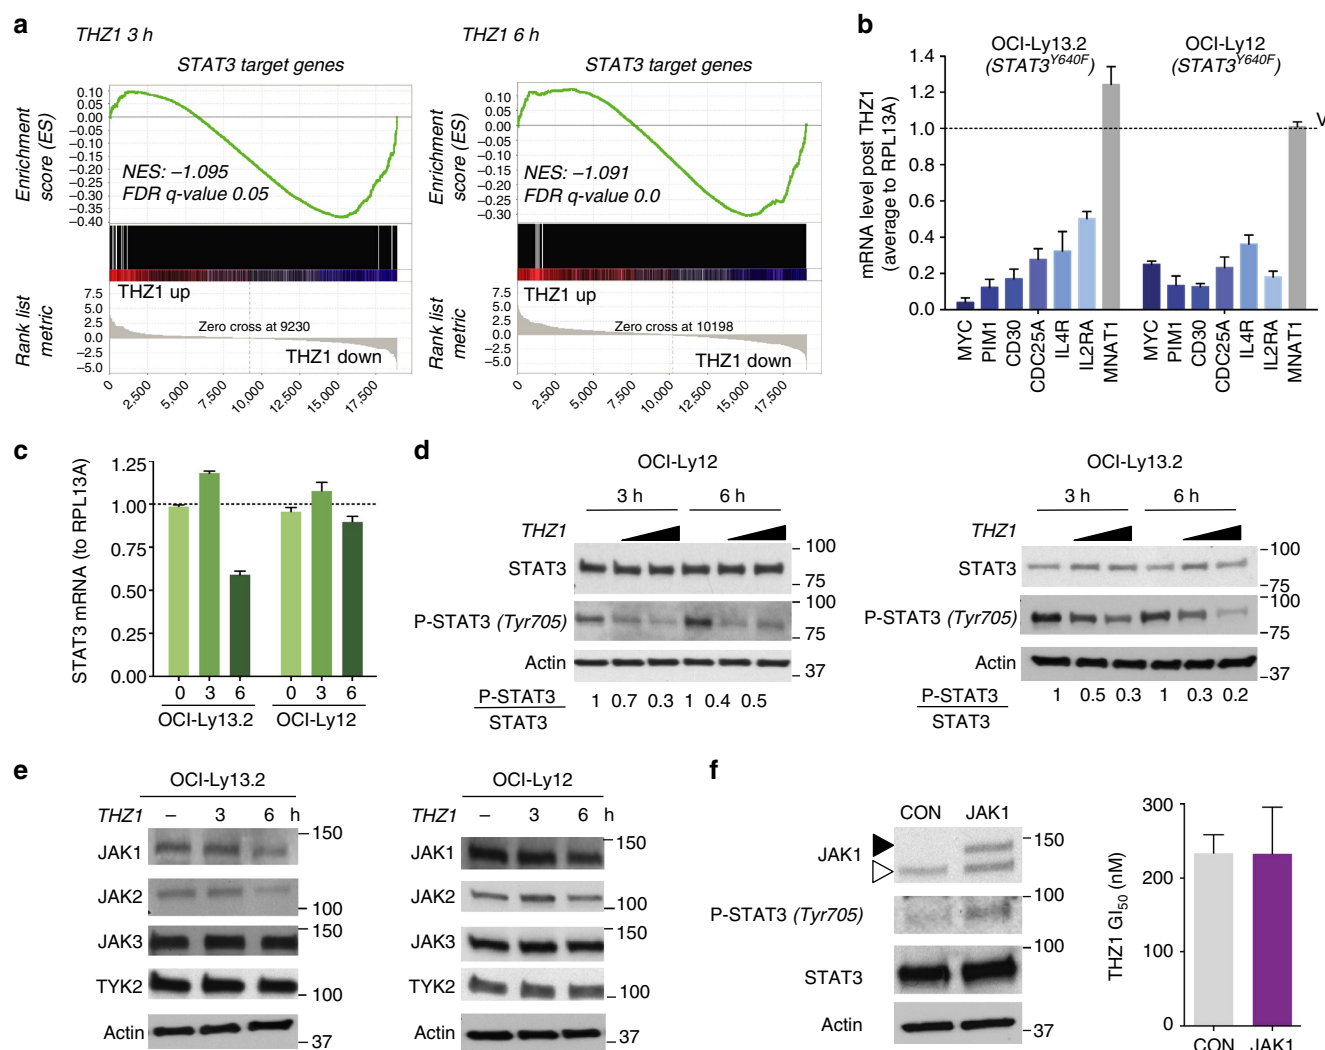 a
THZ1 3 h
STAT3 target genes
Enrichment score (ES)
0.10
0.05
0.00
−0.05
−0.10
−0.15
−0.20
−0.25
−0.30
−0.35
−0.40
NES: −1.095
FDR q-value 0.05
THZ1 up
Rank list metric
7.5
5.0
2.5
0.0
−2.5
−5.0
Zero cross at 9230
THZ1 down
0 2,500 5,000 7,500 10,000 12,500 15,000 17,500
THZ1 6 h
STAT3 target genes
Enrichment score (ES)
0.10
0.05
0.00
−0.05
−0.10
−0.15
−0.20
−0.25
−0.30
NES: −1.091
FDR q-value 0.0
THZ1 up
Rank list metric
7.5
5.0
2.5
0.0
−2.5
−5.0
Zero cross at 10198
THZ1 down
0 2,500 5,000 7,500 10,000 12,500 15,000 17,500
b
OCI-Ly13.2
(STAT3Y640F)
OCI-Ly12
(STAT3Y640F)
mRNA level post THZ1
(average to RPL13A)
1.4
1.2
1.0
0.8
0.6
0.4
0.2
0.0
V
MYC PIM1 CD30 CDC25A IL4R IL2RA MNAT1
MYC PIM1 CD30 CDC25A IL4R IL2RA MNAT1
c
STAT3 mRNA (to RPL13A)
1.25
1.00
0.75
0.50
0.25
0.00
0 3 6 0 3 6
OCI-Ly13.2 OCI-Ly12
d
OCI-Ly12
3 h 6 h
THZ1
STAT3
100
75
P-STAT3 (Tyr705)
100
75
Actin
37
P-STAT3
STAT3
1 0.7 0.3 1 0.4 0.5
OCI-Ly13.2
3 h 6 h
THZ1
STAT3
100
75
P-STAT3 (Tyr705)
100
75
Actin
37
P-STAT3
STAT3
1 0.5 0.3 1 0.3 0.2
e
OCI-Ly13.2
THZ1 – 3 6 h
JAK1
150
JAK2
100
JAK3
150
TYK2
100
Actin
37
OCI-Ly12
THZ1 – 3 6 h
JAK1
150
JAK2
100
JAK3
150
TYK2
100
Actin
37
f
CON JAK1
JAK1
150
P-STAT3 (Tyr705)
100
STAT3
100
Actin
37
THZ1 GI50 (nM)
300
200
100
0
CON JAK1